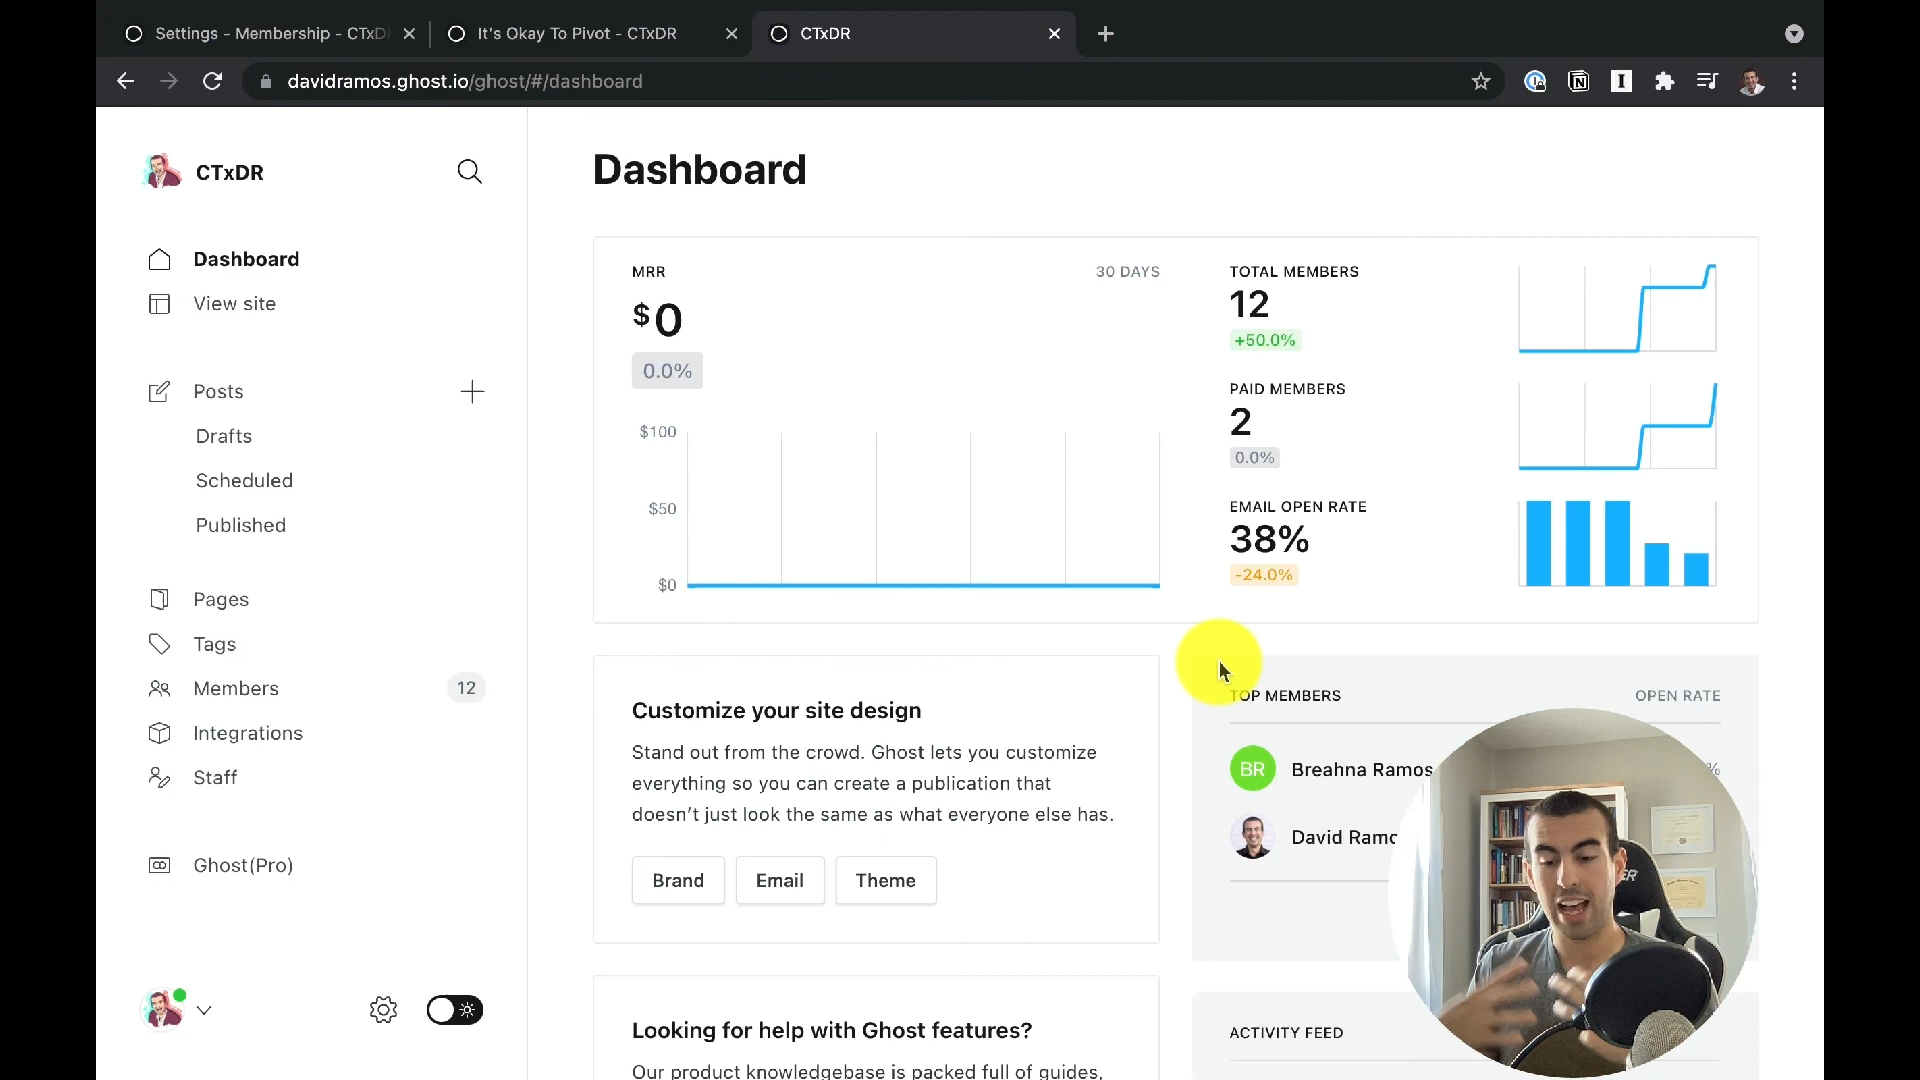 Settings - Membership - CTxD
It's Okay To Pivot - CTxDR
CTxDR
davidramos.ghost.io/ghost/#/dashboard
CTxDR
Dashboard
View site
Posts
Drafts
Scheduled
Published
Pages
Tags
Members 12
Integrations
Staff
Ghost(Pro)
Dashboard
MRR 30 DAYS
$0
0.0%
$100
$50
$0
TOTAL MEMBERS
12
+50.0%
PAID MEMBERS
2
0.0%
EMAIL OPEN RATE
38%
-24.0%
Customize your site design
Stand out from the crowd. Ghost lets you customize
everything so you can create a publication that
doesn't just look the same as what everyone else has.
Brand Email Theme
Looking for help with Ghost features?
Our product knowledgebase is packed full of guides,
TOP MEMBERS OPEN RATE
BR Breahna Ramos %
David Ramo
ACTIVITY FEED